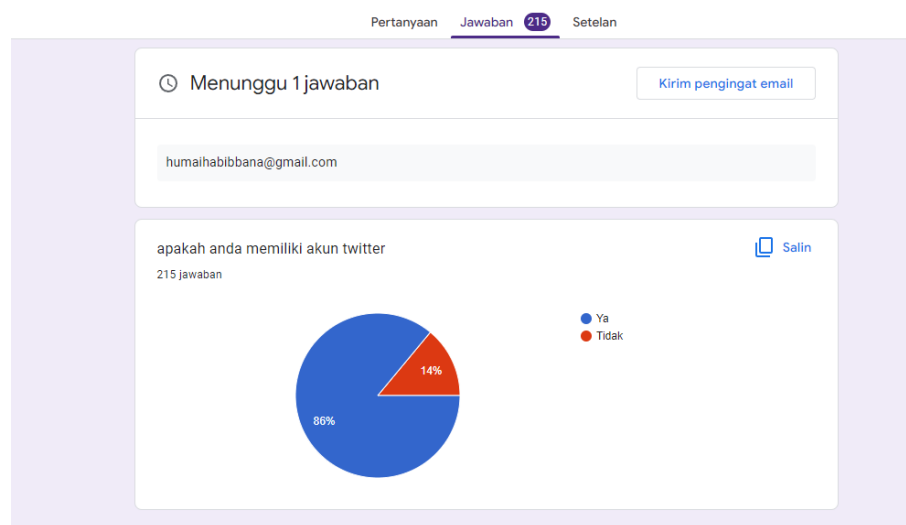 Pertanyaan Jawaban 215 Setelan
Menunggu 1 jawaban
Kirim pengingat email
humaihabibbana@gmail.com
apakah anda memiliki akun twitter
Salin
215 jawaban
Ya
Tidak
14%
86%